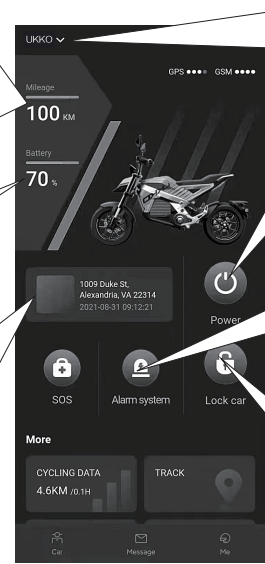 UKKO
GPS GSM
Mileage
100 KM
Battery
70 %
1009 Duke St,
Alexandria, VA 22314
2021-08-31 09:12:21
Power
SOS
Alarm system
Lock car
More
CYCLING DATA
4.6KM /0.1H
TRACK
Car
Message
Me